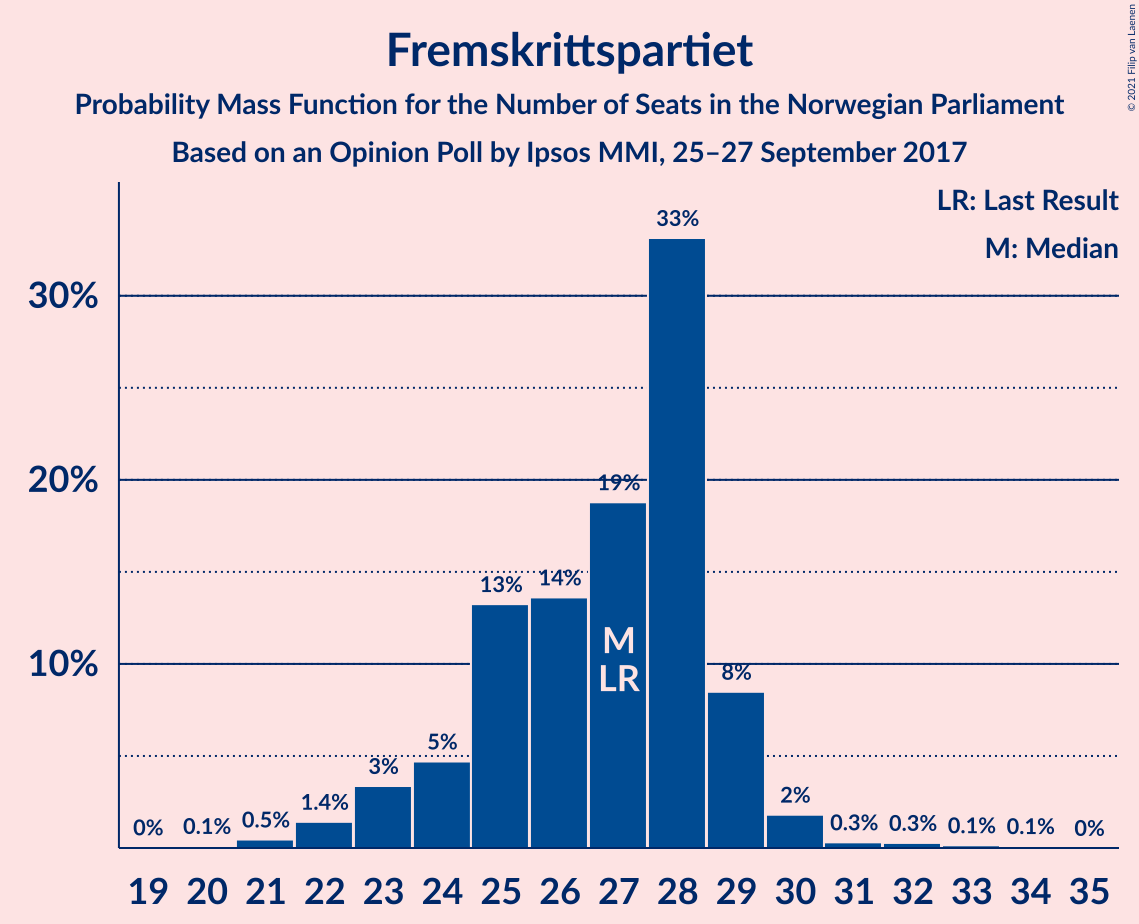 Fremskrittspartiet
Probability Mass Function for the Number of Seats in the Norwegian Parliament
Based on an Opinion Poll by Ipsos MMI, 25–27 September 2017
© 2021 Filip van Laenen
LR: Last Result
M: Median
30%
20%
10%
0% 0.1% 0.5% 1.4% 3% 5% 13% 14% 19% 33% 8% 2% 0.3% 0.3% 0.1% 0.1% 0%
M
LR
19 20 21 22 23 24 25 26 27 28 29 30 31 32 33 34 35